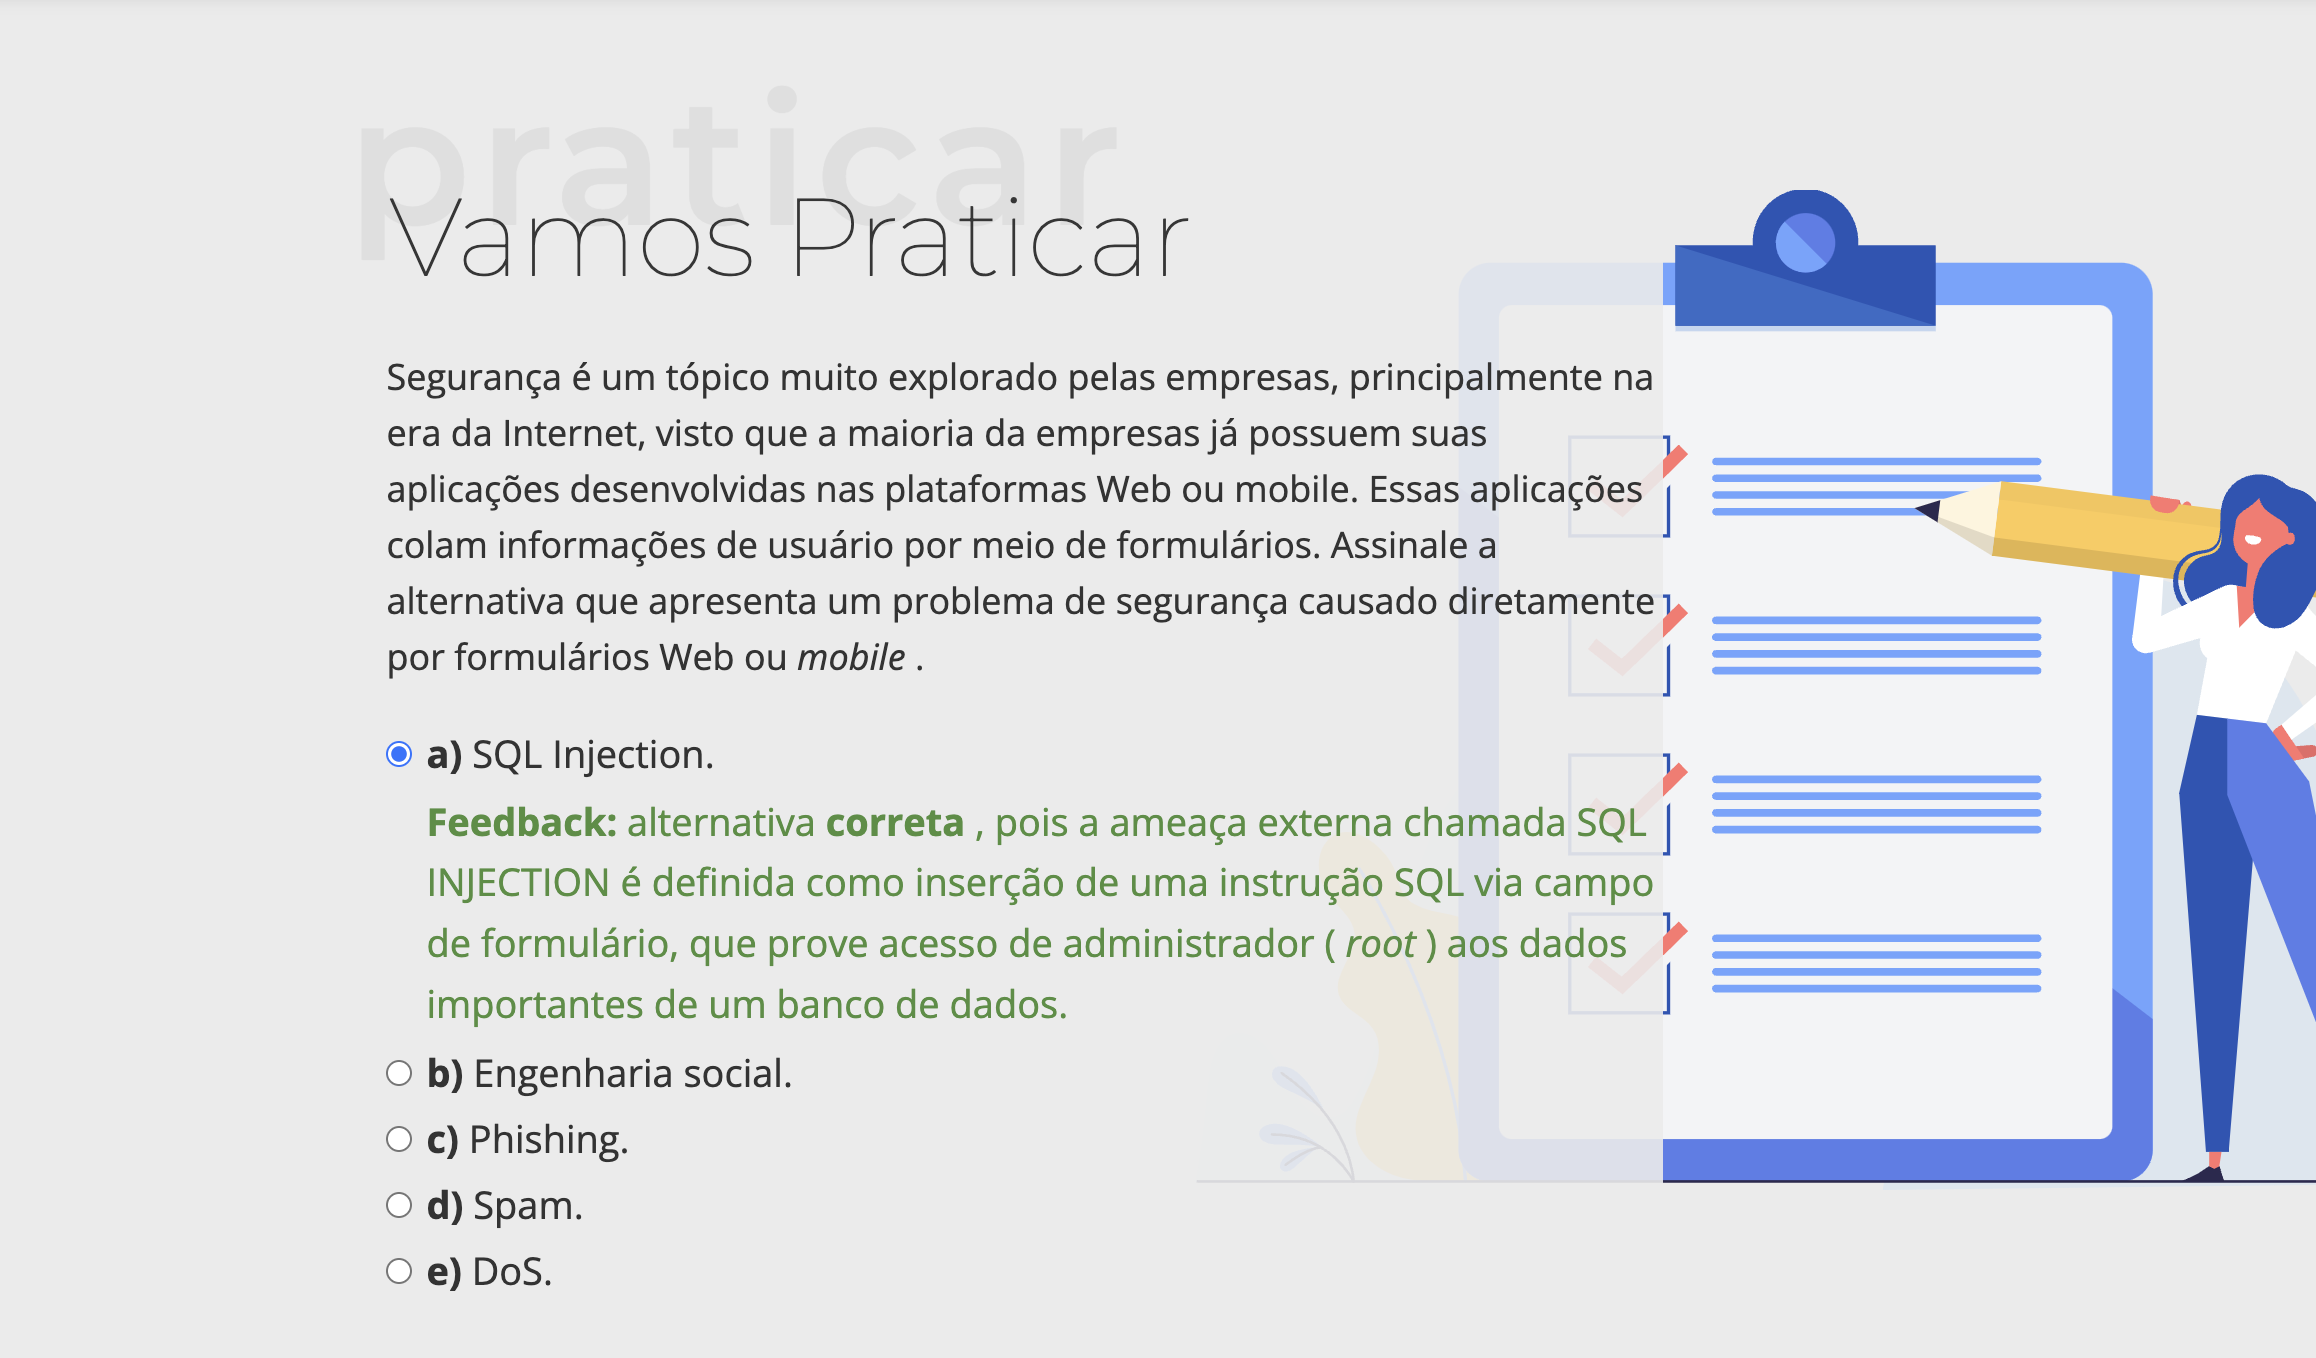 praticar
Vamos Praticar
Segurança é um tópico muito explorado pelas empresas, principalmente na
era da Internet, visto que a maioria da empresas já possuem suas
aplicações desenvolvidas nas plataformas Web ou mobile. Essas aplicações
colam informações de usuário por meio de formulários. Assinale a
alternativa que apresenta um problema de segurança causado diretamente
por formulários Web ou mobile .
a) SQL Injection.
Feedback: alternativa correta , pois a ameaça externa chamada SQL
INJECTION é definida como inserção de uma instrução SQL via campo
de formulário, que prove acesso de administrador ( root ) aos dados
importantes de um banco de dados.
b) Engenharia social.
c) Phishing.
d) Spam.
e) DoS.